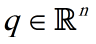 q ∈ ℝⁿ